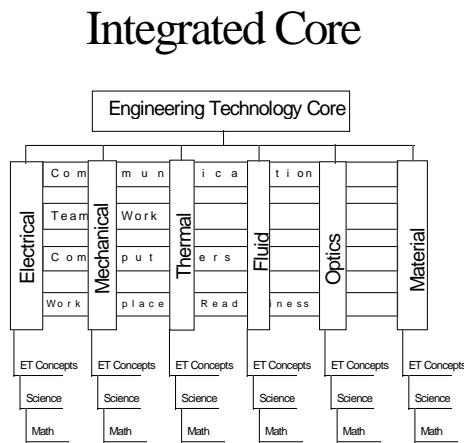 Integrated Core
Engineering Technology Core
Electrical
Mechanical
Thermal
Fluid
Optics
Material
Communication
Team Work
Computers
Work place Readiness
ET Concepts ET Concepts ET Concepts ET Concepts ET Concepts ET Concepts
Science Science Science Science Science Science
Math Math Math Math Math Math